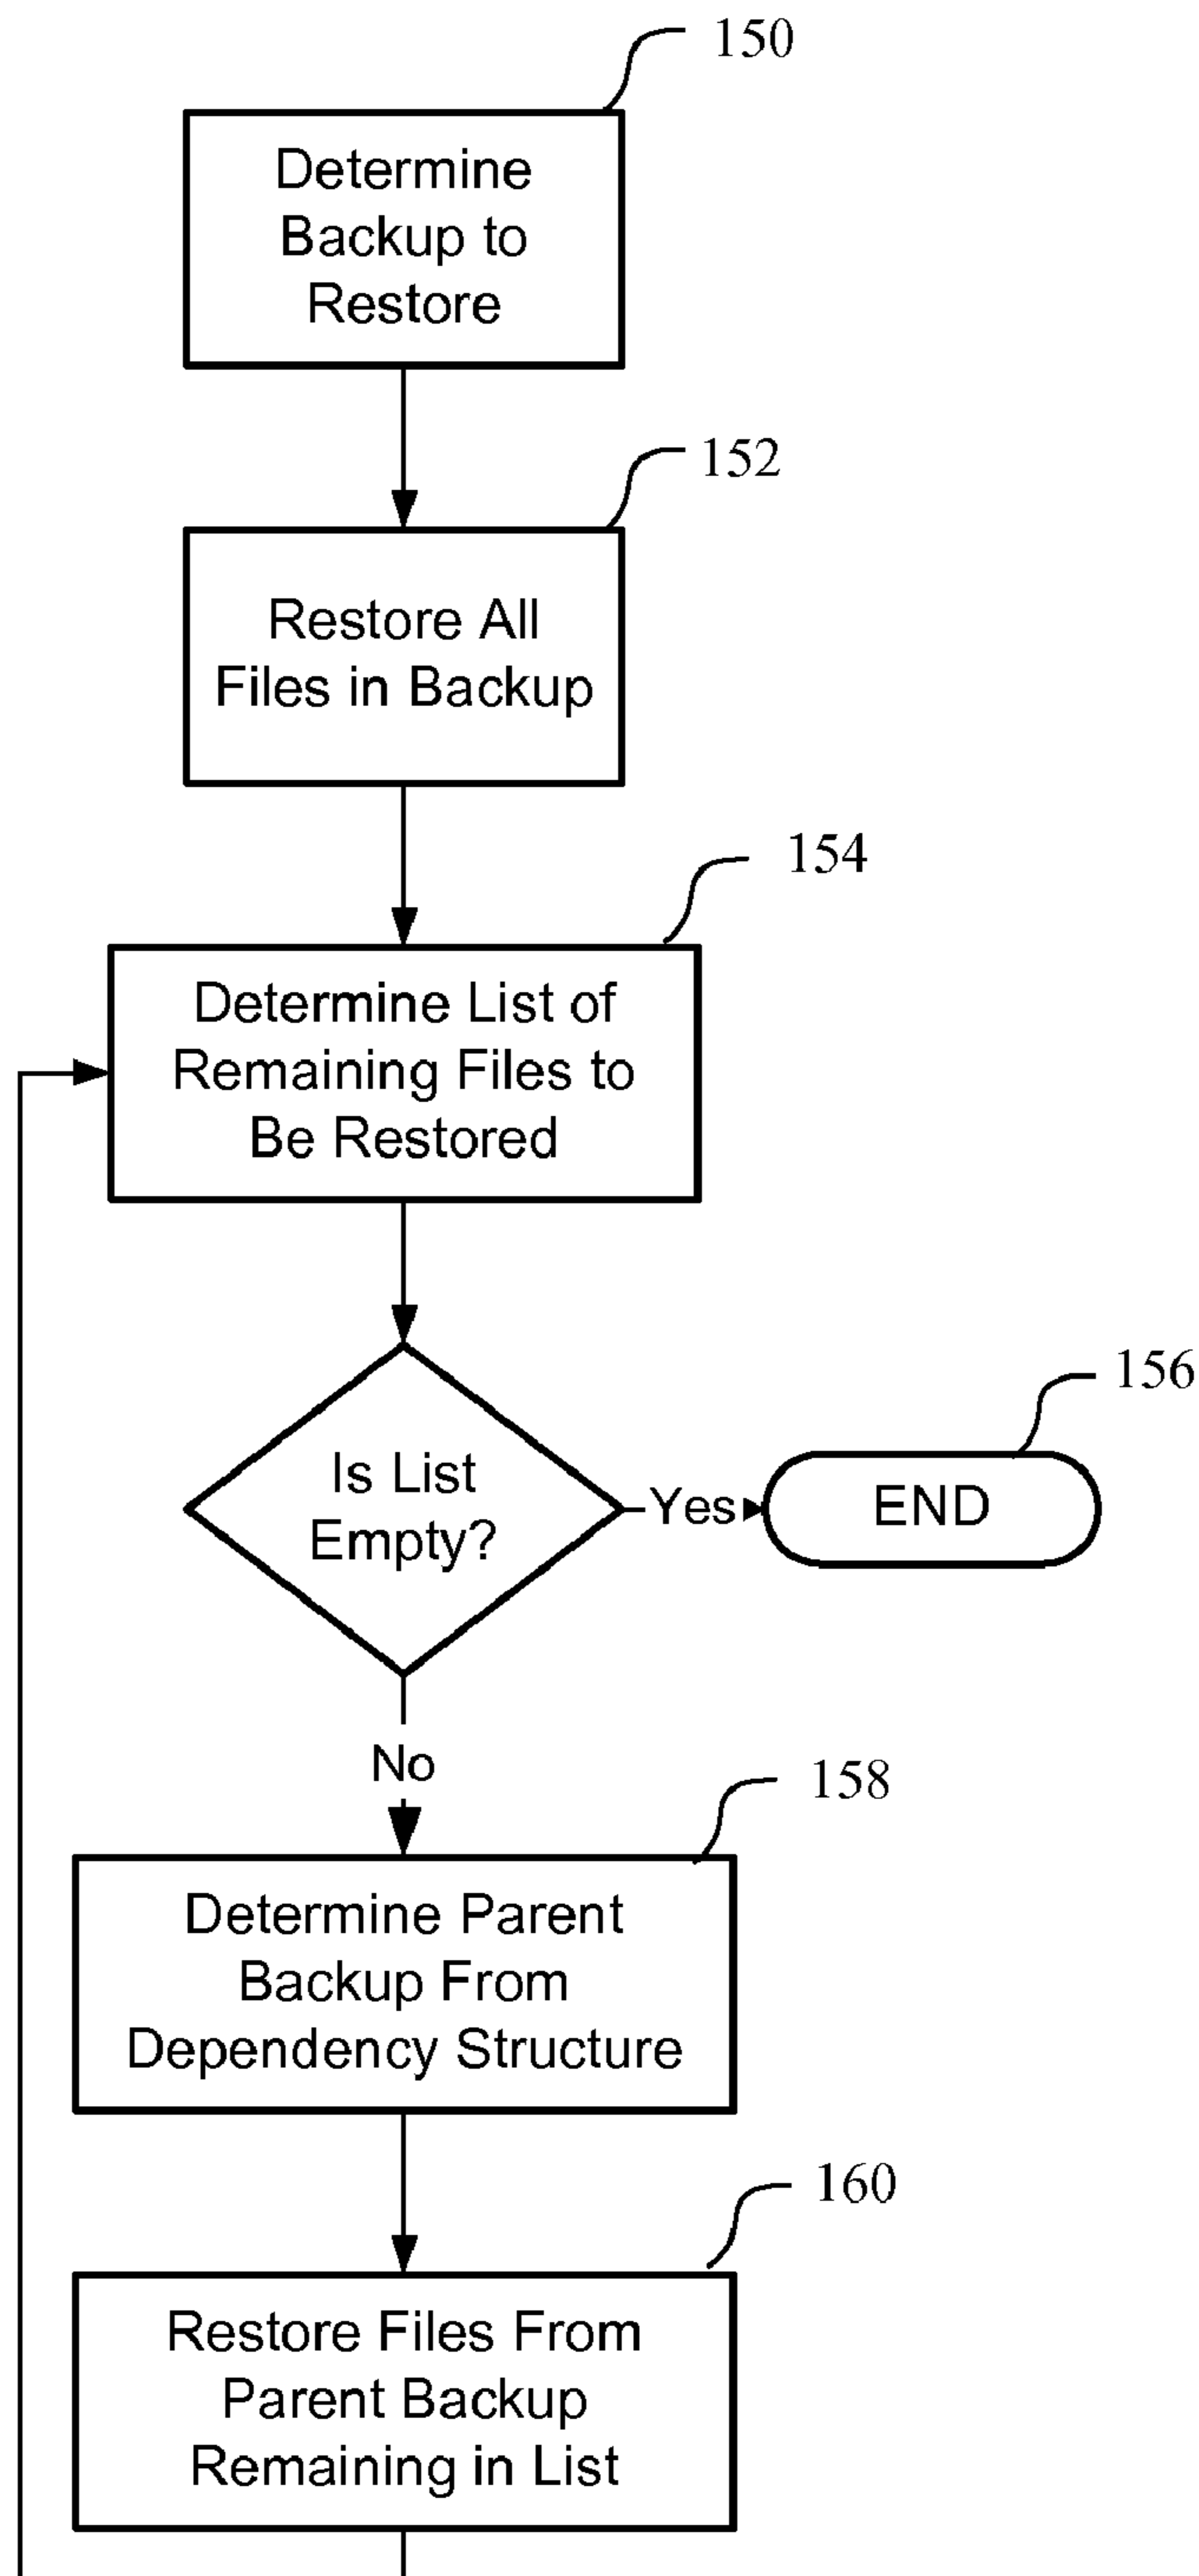 150
Determine
Backup to
Restore
152
Restore All
Files in Backup
154
Determine List of
Remaining Files to
Be Restored
156
Is List
Empty?
Yes
END
No
158
Determine Parent
Backup From
Dependency Structure
160
Restore Files From
Parent Backup
Remaining in List